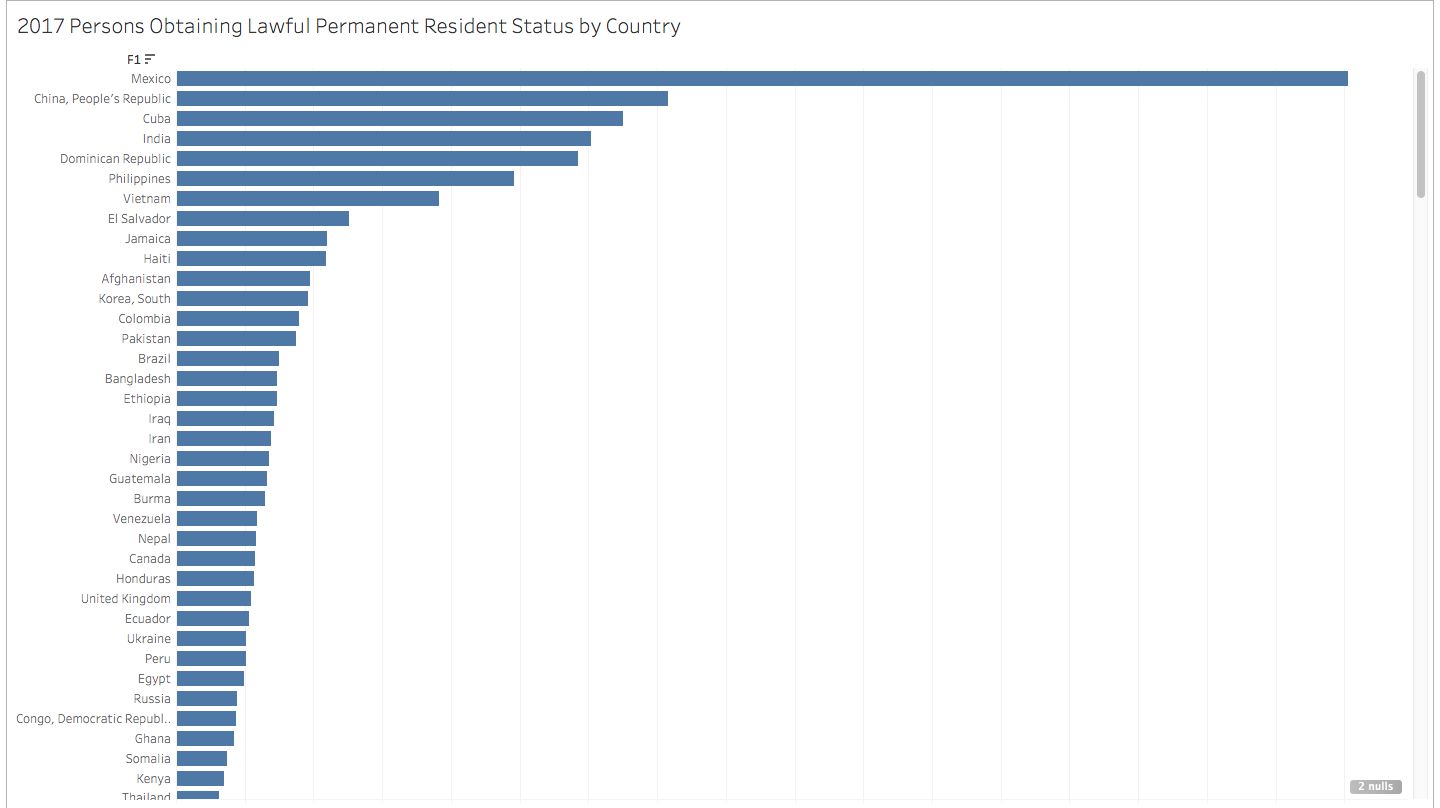 2017 Persons Obtaining Lawful Permanent Resident Status by Country
F1
Mexico
China, People's Republic
Cuba
India
Dominican Republic
Philippines
Vietnam
El Salvador
Jamaica
Haiti
Afghanistan
Korea, South
Colombia
Pakistan
Brazil
Bangladesh
Ethiopia
Iraq
Iran
Nigeria
Guatemala
Burma
Venezuela
Nepal
Canada
Honduras
United Kingdom
Ecuador
Ukraine
Peru
Egypt
Russia
Congo, Democratic Republ..
Ghana
Somalia
Kenya
Thailand
2 nulls